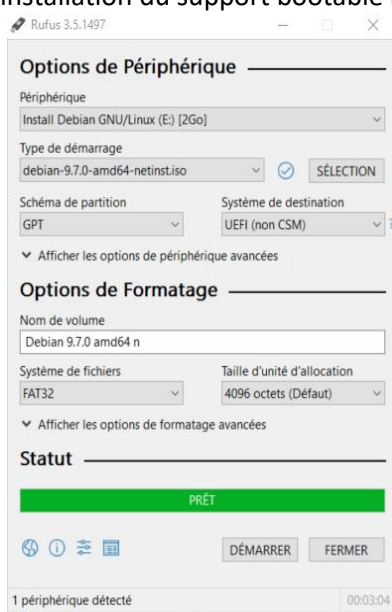 installation du support bootable
Rufus 3.5.1497
Options de Périphérique
Périphérique
Install Debian GNU/Linux (E:) [2Go]
Type de démarrage
debian-9.7.0-amd64-netinst.iso
SÉLECTION
Schéma de partition Système de destination
GPT UEFI (non CSM) ?
Afficher les options de périphérique avancées
Options de Formatage
Nom de volume
Debian 9.7.0 amd64 n
Système de fichiers Taille d'unité d'allocation
FAT32 4096 octets (Défaut)
Afficher les options de formatage avancées
Statut
PRÊT
DÉMARRER FERMER
1 périphérique détecté 00:03:04